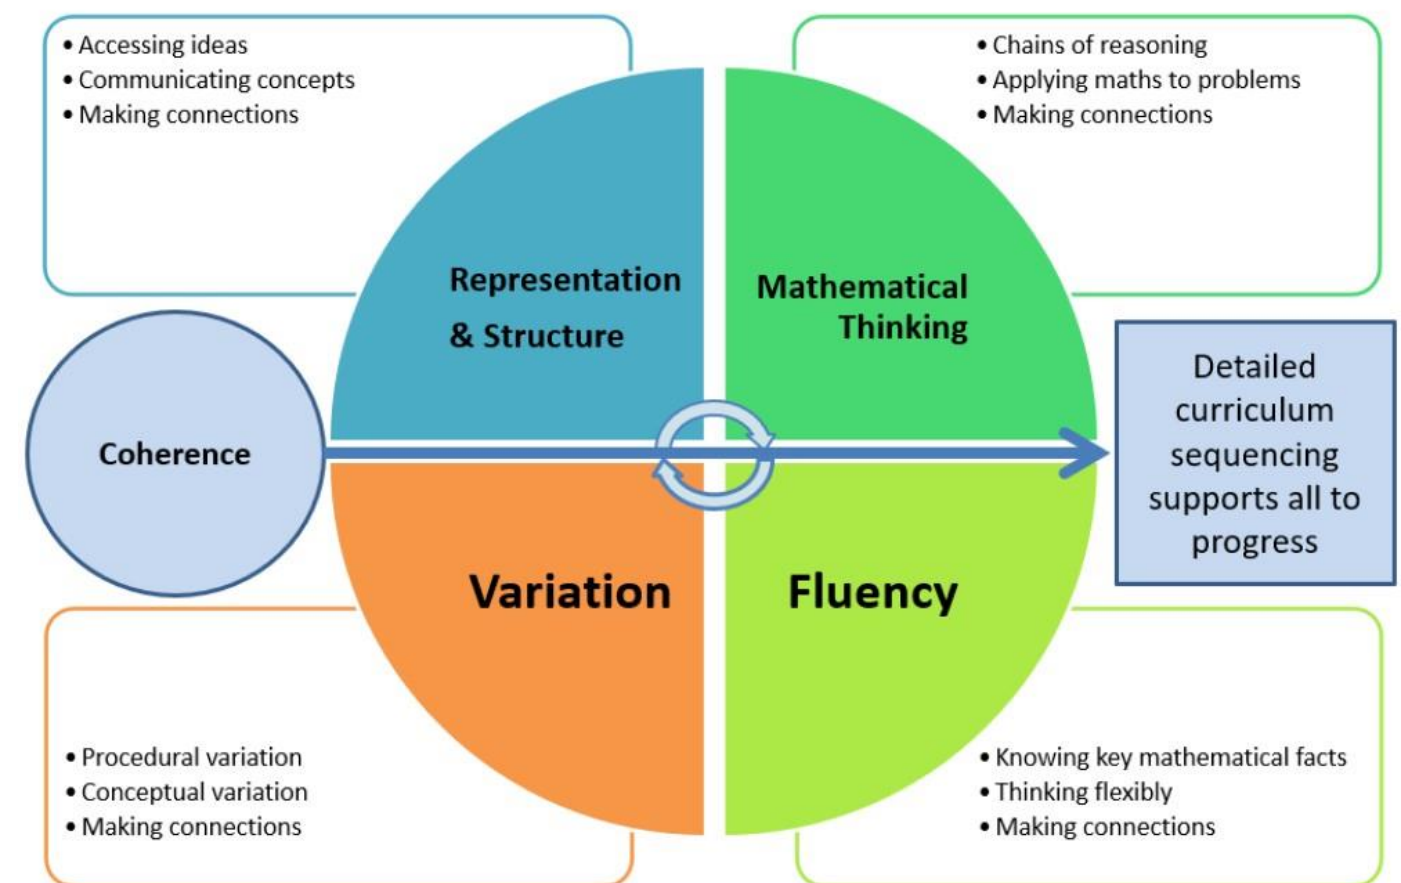 • Accessing ideas
• Communicating concepts
• Making connections
• Chains of reasoning
• Applying maths to problems
• Making connections
Representation
& Structure
Mathematical
Thinking
Coherence
Detailed
curriculum
sequencing
supports all to
progress
Variation
Fluency
• Procedural variation
• Conceptual variation
• Making connections
• Knowing key mathematical facts
• Thinking flexibly
• Making connections